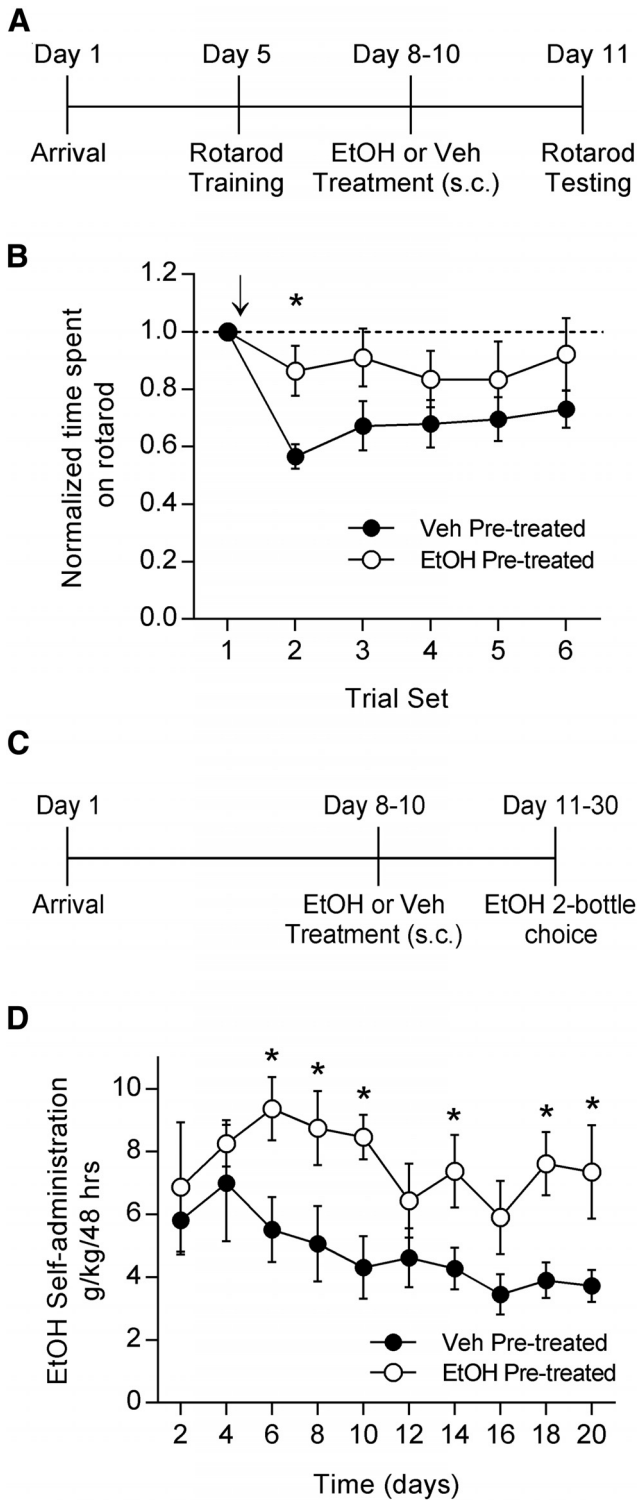 A
Day 1 Day 5 Day 8-10 Day 11
Arrival Rotarod EtOH or Veh Rotarod
Training Treatment (s.c.) Testing
B
Normalized time spent
on rotarod
1.2
1.0
0.8
0.6
0.4
0.2
0.0
*
Veh Pre-treated
EtOH Pre-treated
1 2 3 4 5 6
Trial Set
C
Day 1 Day 8-10 Day 11-30
Arrival EtOH or Veh EtOH 2-bottle
Treatment (s.c.) choice
D
EtOH Self-administration
g/kg/48 hrs
10
8
6
4
2
0
* * * * * *
Veh Pre-treated
EtOH Pre-treated
2 4 6 8 10 12 14 16 18 20
Time (days)